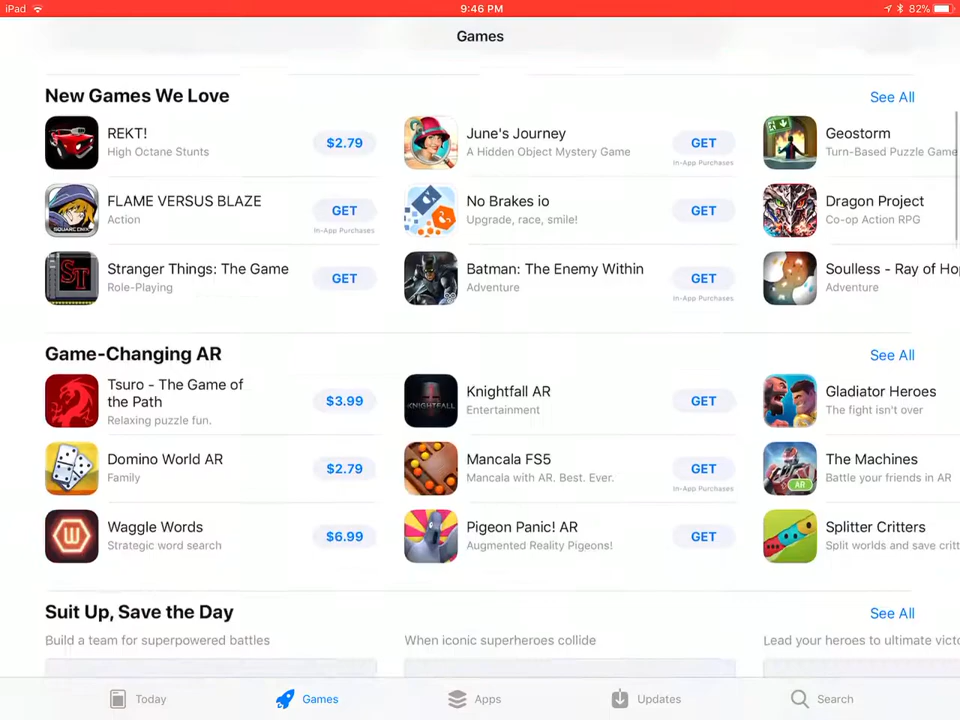 iPad
9:46 PM
82%
Games
New Games We Love
See All
REKT!
High Octane Stunts
$2.79
June's Journey
A Hidden Object Mystery Game
GET
In-App Purchases
Geostorm
Turn-Based Puzzle Game
FLAME VERSUS BLAZE
Action
GET
In-App Purchases
SQUARE ENIX
No Brakes io
Upgrade, race, smile!
GET
Dragon Project
Co-op Action RPG
Stranger Things: The Game
Role-Playing
GET
ST
Batman: The Enemy Within
Adventure
GET
In-App Purchases
Soulless - Ray of Ho
Adventure
Game-Changing AR
See All
Tsuro - The Game of
the Path
Relaxing puzzle fun.
$3.99
KNIGHTFALL
Knightfall AR
Entertainment
GET
Gladiator Heroes
The fight isn't over
Domino World AR
Family
$2.79
Mancala FS5
Mancala with AR. Best. Ever.
GET
In-App Purchases
AR
The Machines
Battle your friends in AR
W
Waggle Words
Strategic word search
$6.99
Pigeon Panic! AR
Augmented Reality Pigeons!
GET
Splitter Critters
Split worlds and save critt
Suit Up, Save the Day
See All
Build a team for superpowered battles
When iconic superheroes collide
Lead your heroes to ultimate victo
Today
Games
Apps
Updates
Search